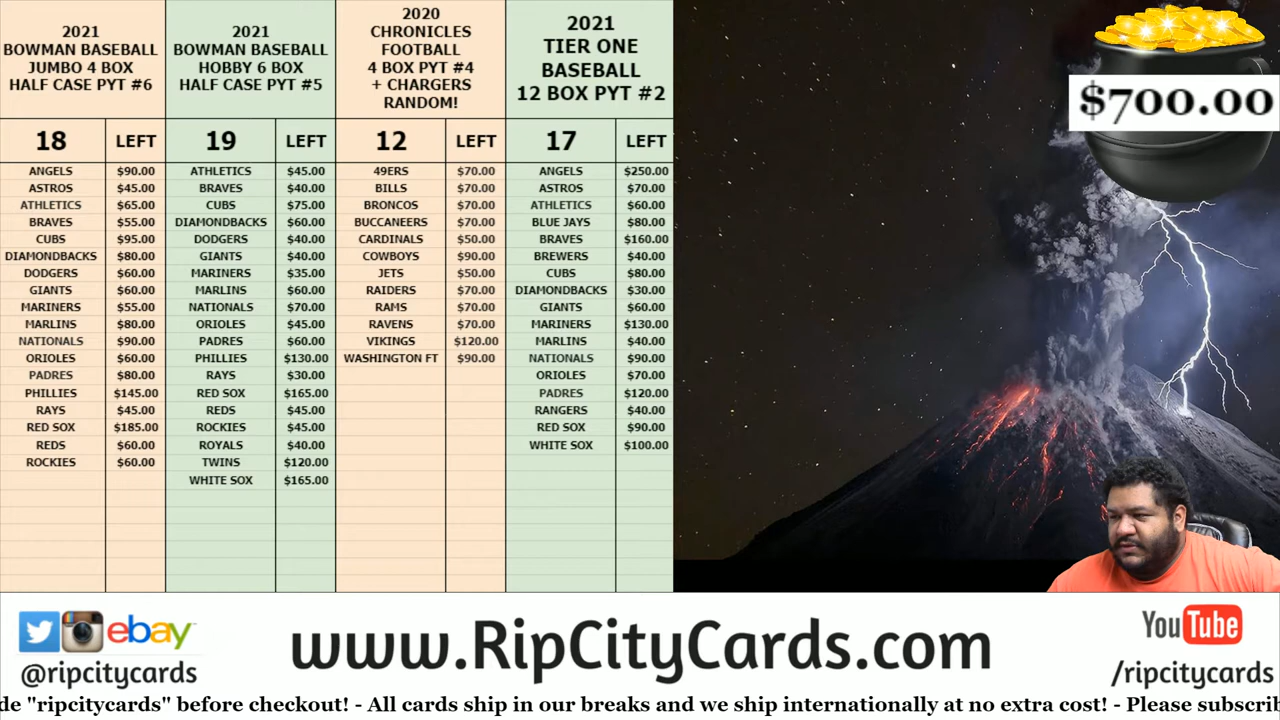 2021
BOWMAN BASEBALL
JUMBO 4 BOX
HALF CASE PYT #6
18 LEFT
ANGELS $90.00
ASTROS $45.00
ATHLETICS $65.00
BRAVES $55.00
CUBS $95.00
DIAMONDBACKS $80.00
DODGERS $60.00
GIANTS $60.00
MARINERS $55.00
MARLINS $80.00
NATIONALS $90.00
ORIOLES $60.00
PADRES $80.00
PHILLIES $145.00
RAYS $45.00
RED SOX $185.00
REDS $60.00
ROCKIES $60.00
2021
BOWMAN BASEBALL
HOBBY 6 BOX
HALF CASE PYT #5
19 LEFT
ATHLETICS $45.00
BRAVES $40.00
CUBS $75.00
DIAMONDBACKS $60.00
DODGERS $40.00
GIANTS $40.00
MARINERS $35.00
MARLINS $60.00
NATIONALS $70.00
ORIOLES $45.00
PADRES $60.00
PHILLIES $130.00
RAYS $30.00
RED SOX $165.00
REDS $45.00
ROCKIES $45.00
ROYALS $40.00
TWINS $120.00
WHITE SOX $165.00
2020
CHRONICLES
FOOTBALL
4 BOX PYT #4
+ CHARGERS
RANDOM!
12 LEFT
49ERS $70.00
BILLS $70.00
BRONCOS $70.00
BUCCANEERS $70.00
CARDINALS $50.00
COWBOYS $90.00
JETS $50.00
RAIDERS $70.00
RAMS $70.00
RAVENS $70.00
VIKINGS $120.00
WASHINGTON FT $90.00
2021
TIER ONE
BASEBALL
12 BOX PYT #2
17 LEFT
ANGELS $250.00
ASTROS $70.00
ATHLETICS $60.00
BLUE JAYS $80.00
BRAVES $160.00
BREWERS $40.00
CUBS $80.00
DIAMONDBACKS $30.00
GIANTS $60.00
MARINERS $130.00
MARLINS $40.00
NATIONALS $90.00
ORIOLES $70.00
PADRES $120.00
RANGERS $40.00
RED SOX $90.00
WHITE SOX $100.00
$700.00
ebay
@ripcitycards
www.RipCityCards.com
YouTube
/ripcitycards
de "ripcitycards" before checkout! - All cards ship in our breaks and we ship internationally at no extra cost! - Please subscri